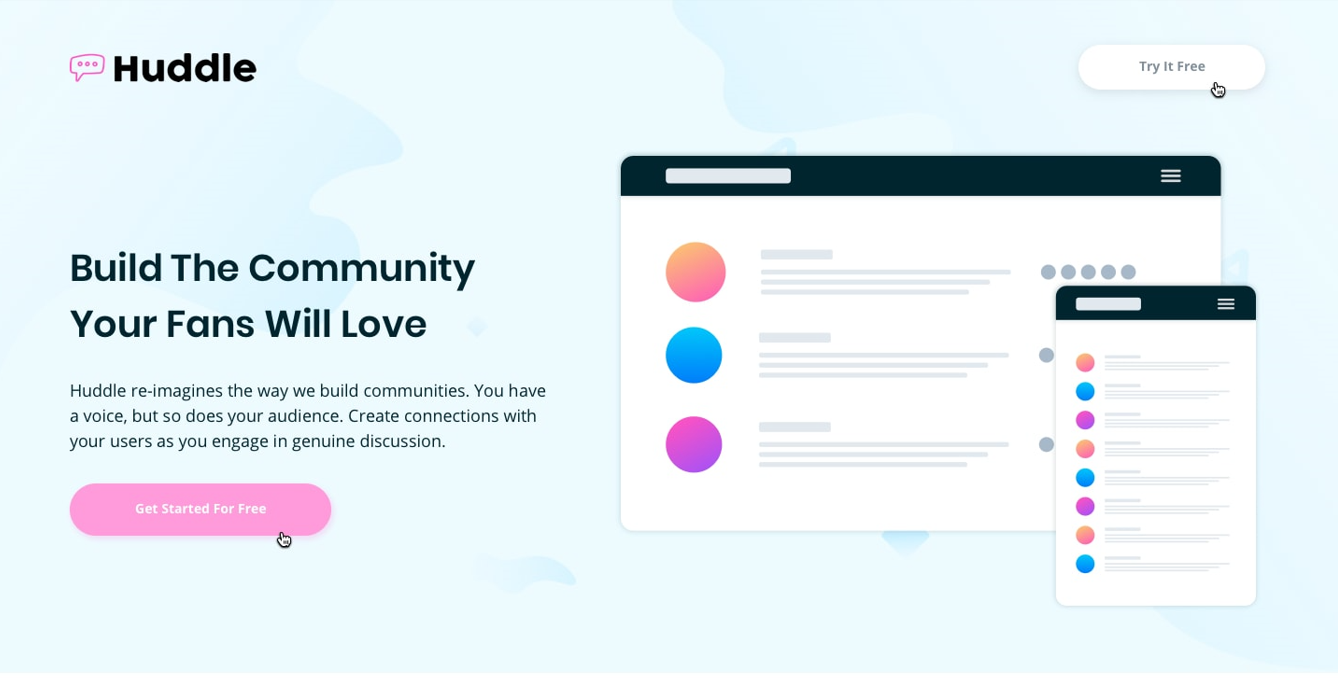 Huddle
Try It Free
Build The Community
Your Fans Will Love
Huddle re-imagines the way we build communities. You have
a voice, but so does your audience. Create connections with
your users as you engage in genuine discussion.
Get Started For Free